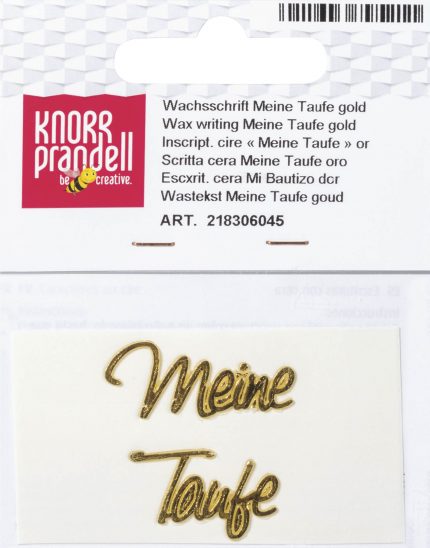 KNORR
prandell
be creative.
Wachsschrift Meine Taufe gold
Wax writing Meine Taufe gold
Inscript. cire « Meine Taufe » or
Scritta cera Meine Taufe oro
Escxrit. cera Mi Bautizo dcr
Wastekst Meine Taufe goud
ART. 218306045
Meine
Taufe